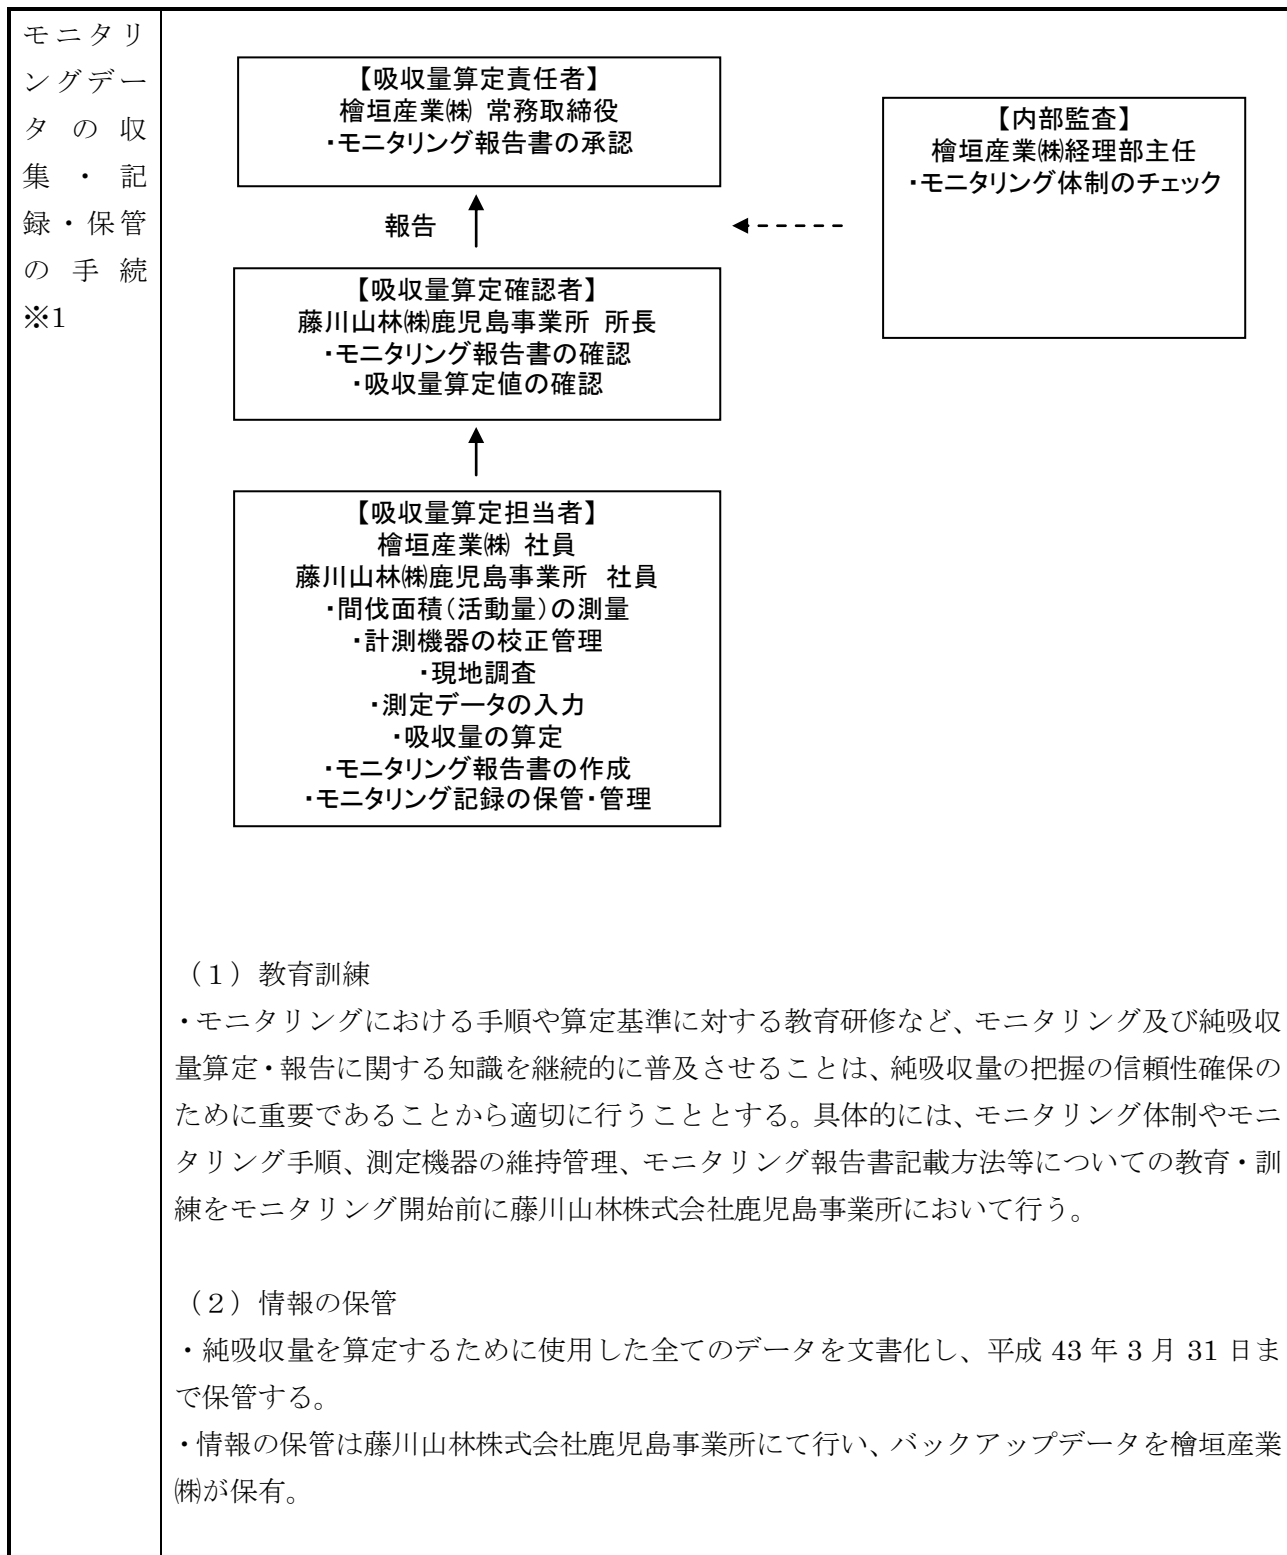 モニタリ
ングデー
タの収
集・記
録・保管
の手続
※1
【吸収量算定責任者】
檜垣産業㈱ 常務取締役
・モニタリング報告書の承認
【内部監査】
檜垣産業㈱経理部主任
・モニタリング体制のチェック
報告
【吸収量算定確認者】
藤川山林㈱鹿児島事業所 所長
・モニタリング報告書の確認
・吸収量算定値の確認
【吸収量算定担当者】
檜垣産業㈱ 社員
藤川山林㈱鹿児島事業所 社員
・間伐面積(活動量)の測量
・計測機器の校正管理
・現地調査
・測定データの入力
・吸収量の算定
・モニタリング報告書の作成
・モニタリング記録の保管・管理
（1）教育訓練
・モニタリングにおける手順や算定基準に対する教育研修など、モニタリング及び純吸収
量算定・報告に関する知識を継続的に普及させることは、純吸収量の把握の信頼性確保の
ために重要であることから適切に行うこととする。具体的には、モニタリング体制やモニ
タリング手順、測定機器の維持管理、モニタリング報告書記載方法等についての教育・訓
練をモニタリング開始前に藤川山林株式会社鹿児島事業所において行う。
（2）情報の保管
・純吸収量を算定するために使用した全てのデータを文書化し、平成 43 年 3 月 31 日ま
で保管する。
・情報の保管は藤川山林株式会社鹿児島事業所にて行い、バックアップデータを檜垣産業
㈱が保有。